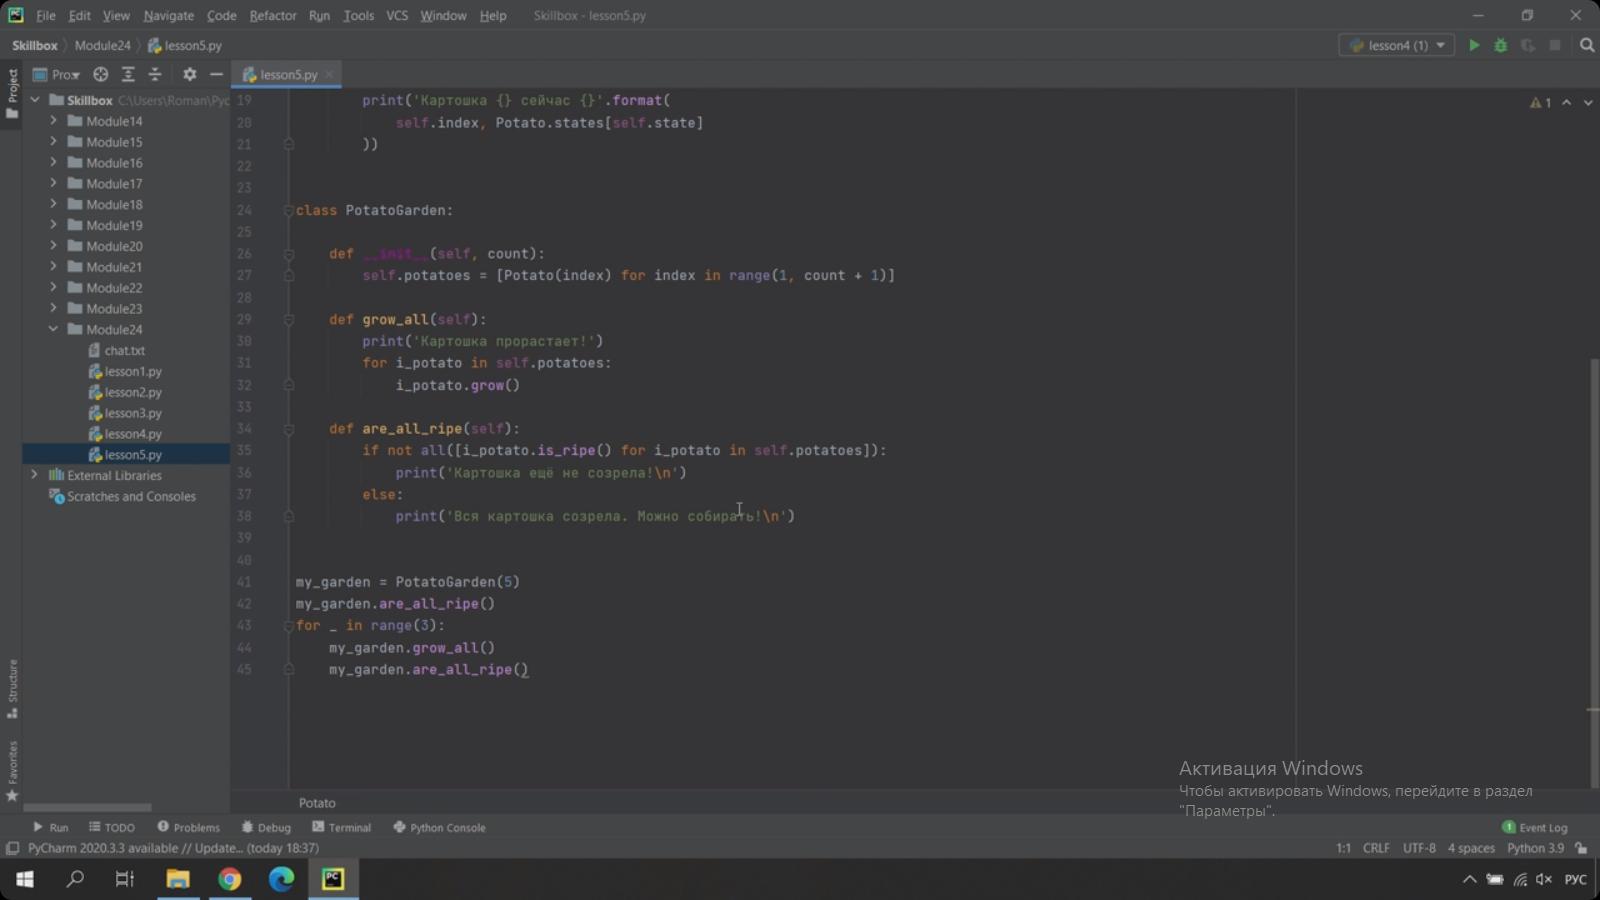 File Edit View Navigate Code Refactor Run Tools VCS Window Help Skillbox - lesson5.py
Skillbox Module24 lesson5.py lesson4 (1)
Project
Pro lesson5.py
Skillbox C:\Users\Roman\Pyc
Module14
Module15
Module16
Module17
Module18
Module19
Module20
Module21
Module22
Module23
Module24
chat.txt
lesson1.py
lesson2.py
lesson3.py
lesson4.py
lesson5.py
External Libraries
Scratches and Consoles
Structure
Favorites
1
19 print('Картошка {} сейчас {}'.format(
20 self.index, Potato.states[self.state]
21 ))
22
23
24 class PotatoGarden:
25
26 def __init__(self, count):
27 self.potatoes = [Potato(index) for index in range(1, count + 1)]
28
29 def grow_all(self):
30 print('Картошка прорастает!')
31 for i_potato in self.potatoes:
32 i_potato.grow()
33
34 def are_all_ripe(self):
35 if not all([i_potato.is_ripe() for i_potato in self.potatoes]):
36 print('Картошка ещё не созрела!\n')
37 else:
38 print('Вся картошка созрела. Можно собирать!\n')
39
40
41 my_garden = PotatoGarden(5)
42 my_garden.are_all_ripe()
43 for _ in range(3):
44 my_garden.grow_all()
45 my_garden.are_all_ripe()
Активация Windows
Чтобы активировать Windows, перейдите в раздел
"Параметры".
Potato
Run TODO Problems Debug Terminal Python Console 1 Event Log
PyCharm 2020.3.3 available // Update... (today 18:37) 1:1 CRLF UTF-8 4 spaces Python 3.9
PC РУС